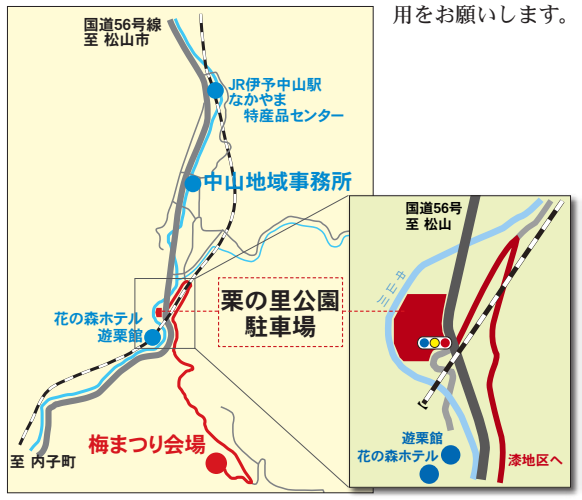 用をお願いします。
国道56号線
至 松山市
JR伊予中山駅
なかやま
特産品センター
中山地域事務所
栗の里公園
駐車場
花の森ホテル
遊栗館
梅まつり会場
至 内子町
国道56号
至 松山
中山川
遊栗館
花の森ホテル
漆地区へ